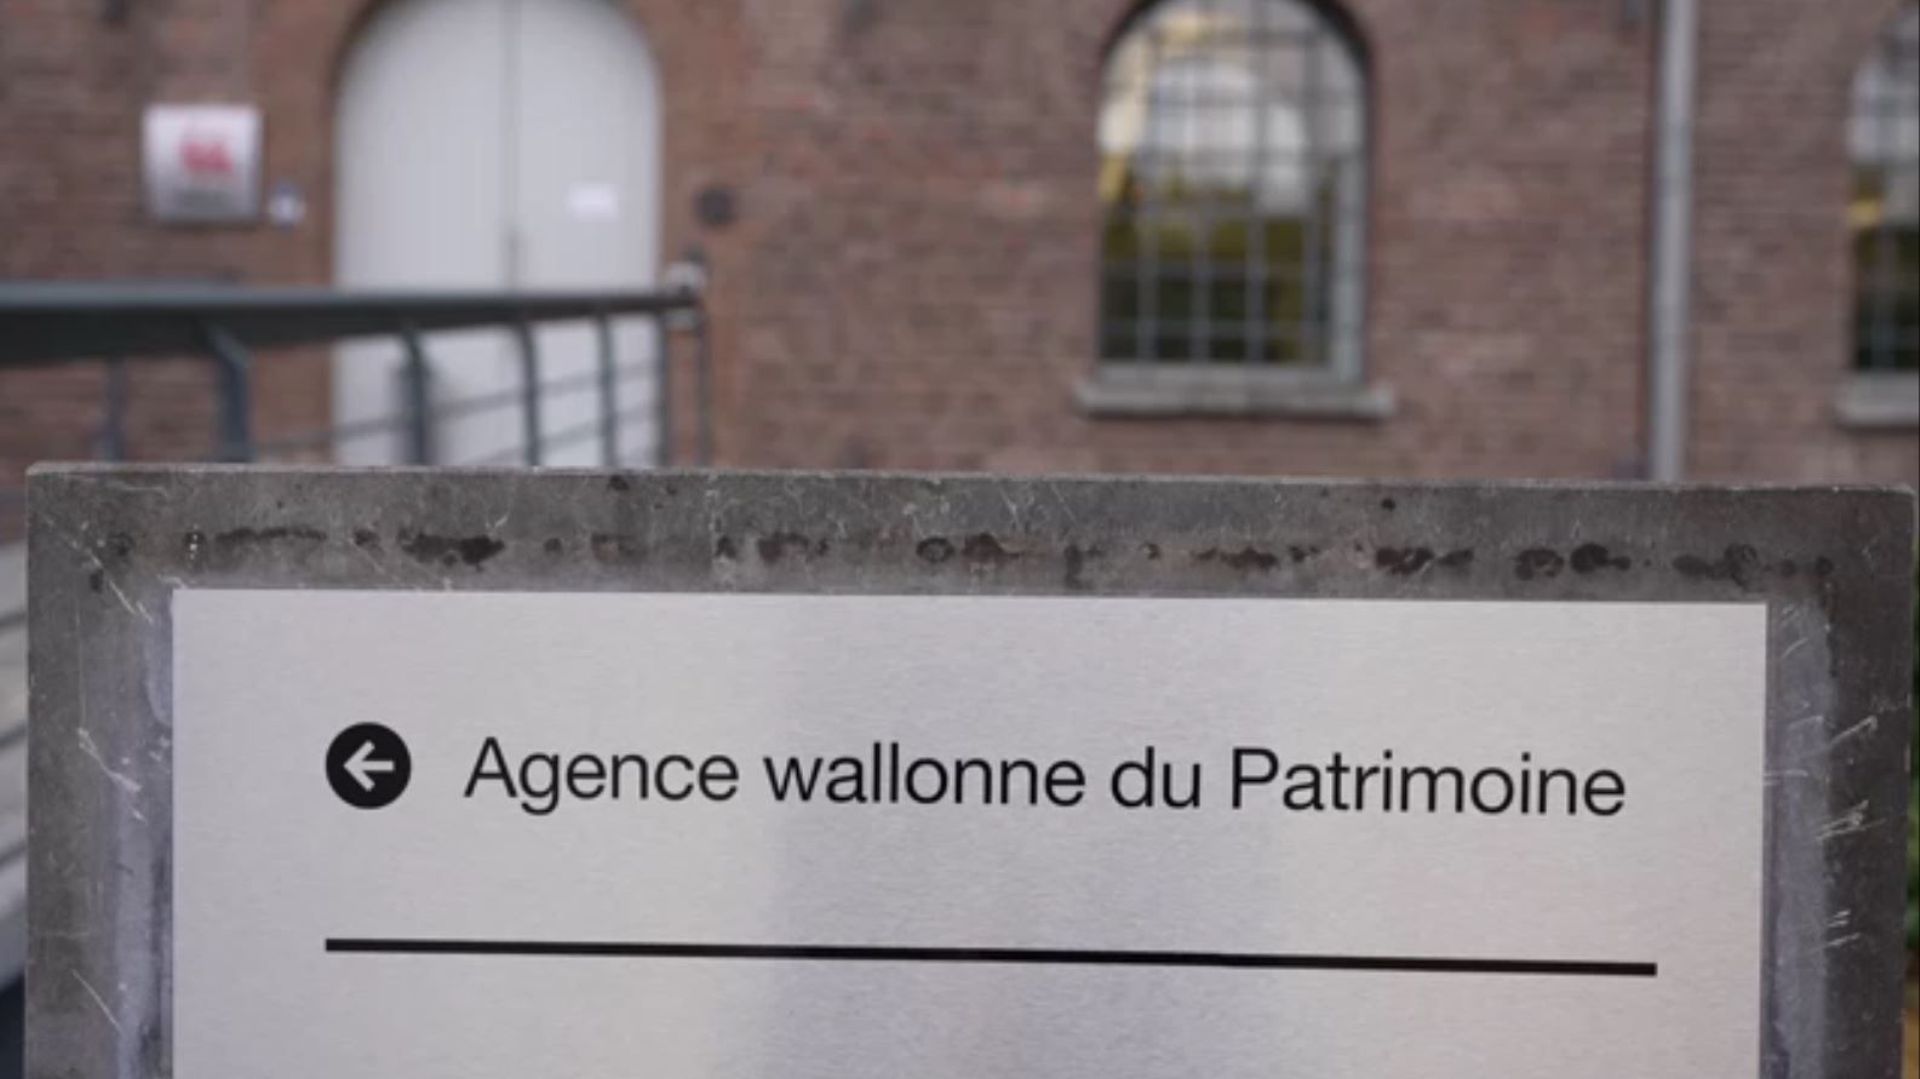 Agence wallonne du Patrimoine